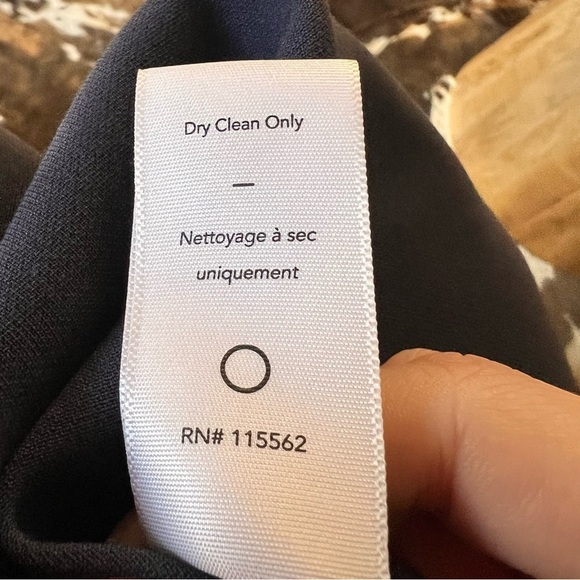 Dry Clean Only
—
Nettoyage à sec
uniquement
RN# 115562